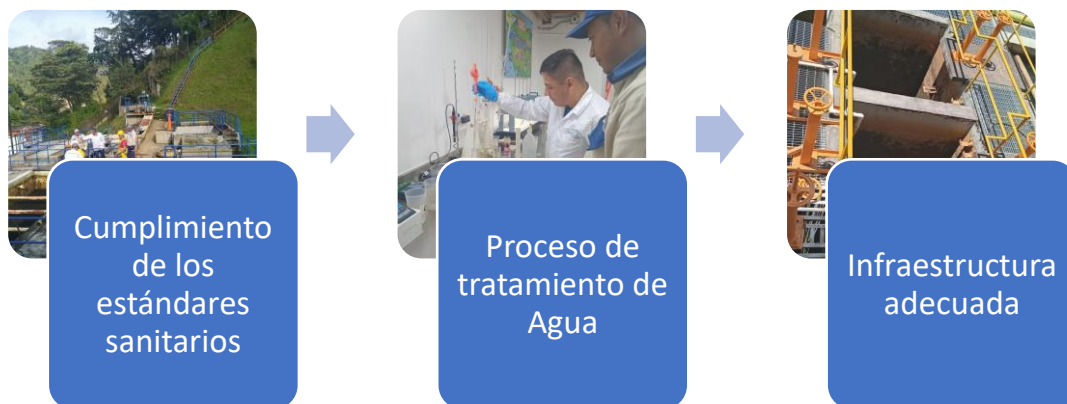 Cumplimiento
de los
estándares
sanitarios
Proceso de
tratamiento de
Agua
Infraestructura
adecuada